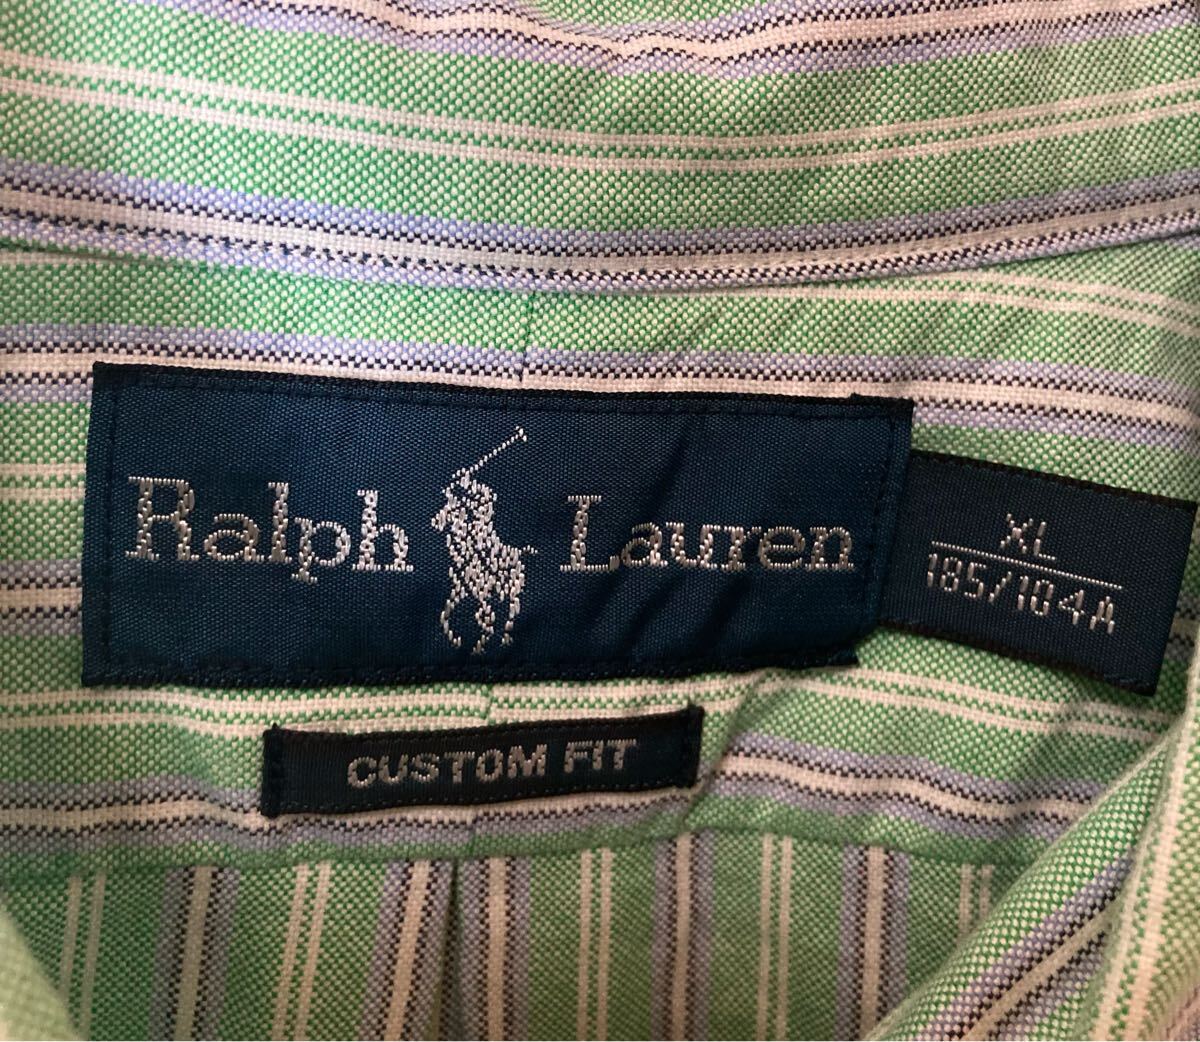 Ralph Lauren
XL
185/104A
CUSTOM FIT